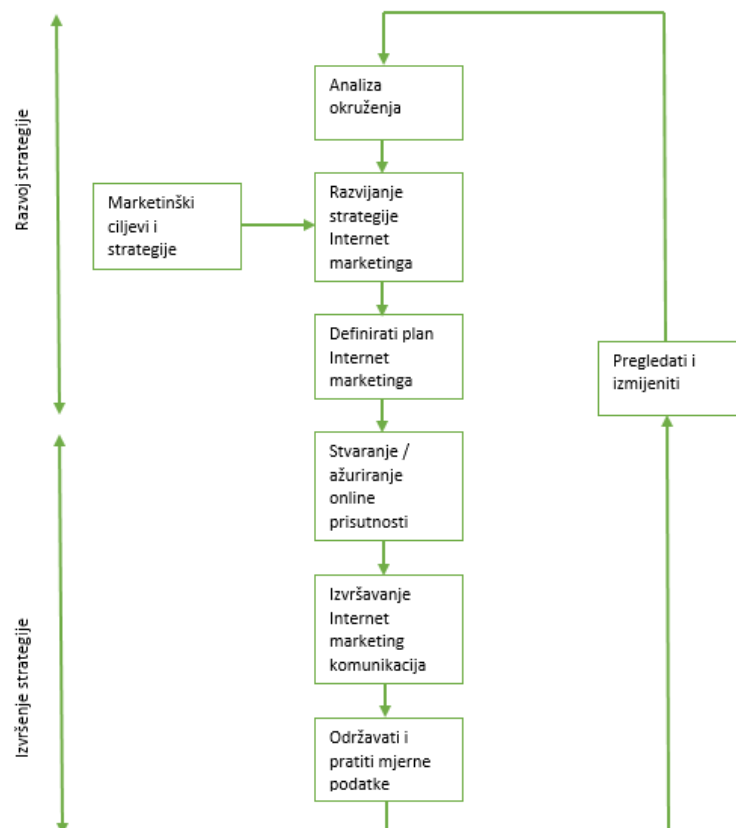 Razvoj strategije
Analiza
okruženja
Marketinški
ciljevi i
strategije
Razvijanje
strategije
Internet
marketinga
Definirati plan
Internet
marketinga
Pregledati i
izmijeniti
Izvršenje strategije
Stvaranje /
ažuriranje
online
prisutnosti
Izvršavanje
Internet
marketing
komunikacija
Održavati i
pratiti mjerne
podatke